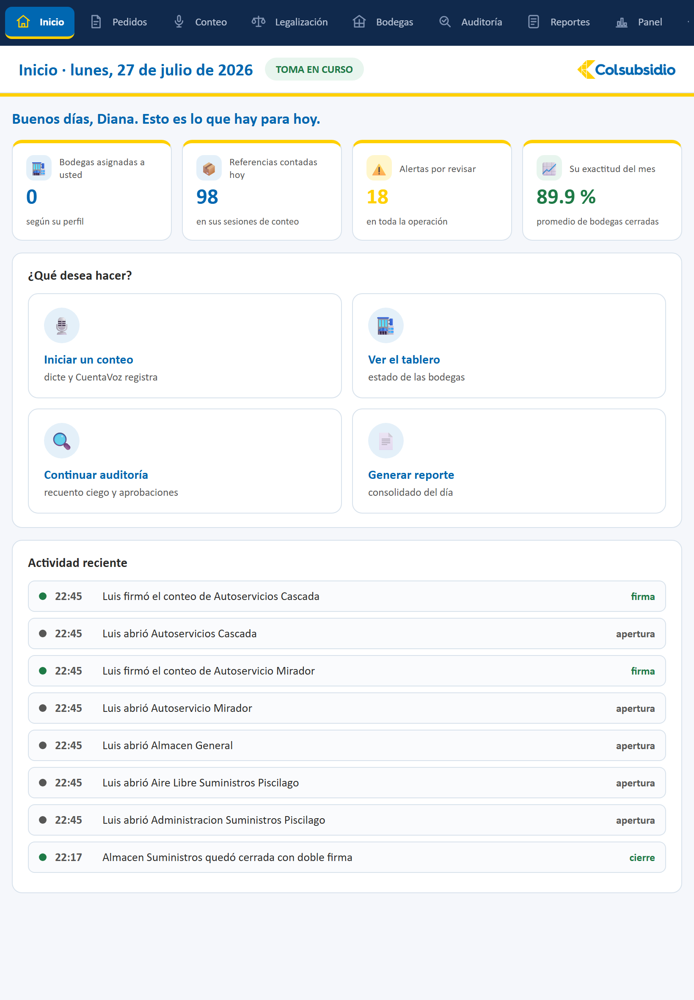 Inicio
Pedidos
Conteo
Legalización
Bodegas
Auditoría
Reportes
Panel
Inicio · lunes, 27 de julio de 2026
TOMA EN CURSO
Colsubsidio
Buenos días, Diana. Esto es lo que hay para hoy.
Bodegas asignadas a
usted
0
según su perfil
Referencias contadas
hoy
98
en sus sesiones de conteo
Alertas por revisar
18
en toda la operación
Su exactitud del mes
89.9 %
promedio de bodegas cerradas
¿Qué desea hacer?
Iniciar un conteo
dicte y CuentaVoz registra
Ver el tablero
estado de las bodegas
Continuar auditoría
recuento ciego y aprobaciones
Generar reporte
consolidado del día
Actividad reciente
22:45 Luis firmó el conteo de Autoservicios Cascada firma
22:45 Luis abrió Autoservicios Cascada apertura
22:45 Luis firmó el conteo de Autoservicio Mirador firma
22:45 Luis abrió Autoservicio Mirador apertura
22:45 Luis abrió Almacen General apertura
22:45 Luis abrió Aire Libre Suministros Piscilago apertura
22:45 Luis abrió Administracion Suministros Piscilago apertura
22:17 Almacen Suministros quedó cerrada con doble firma cierre